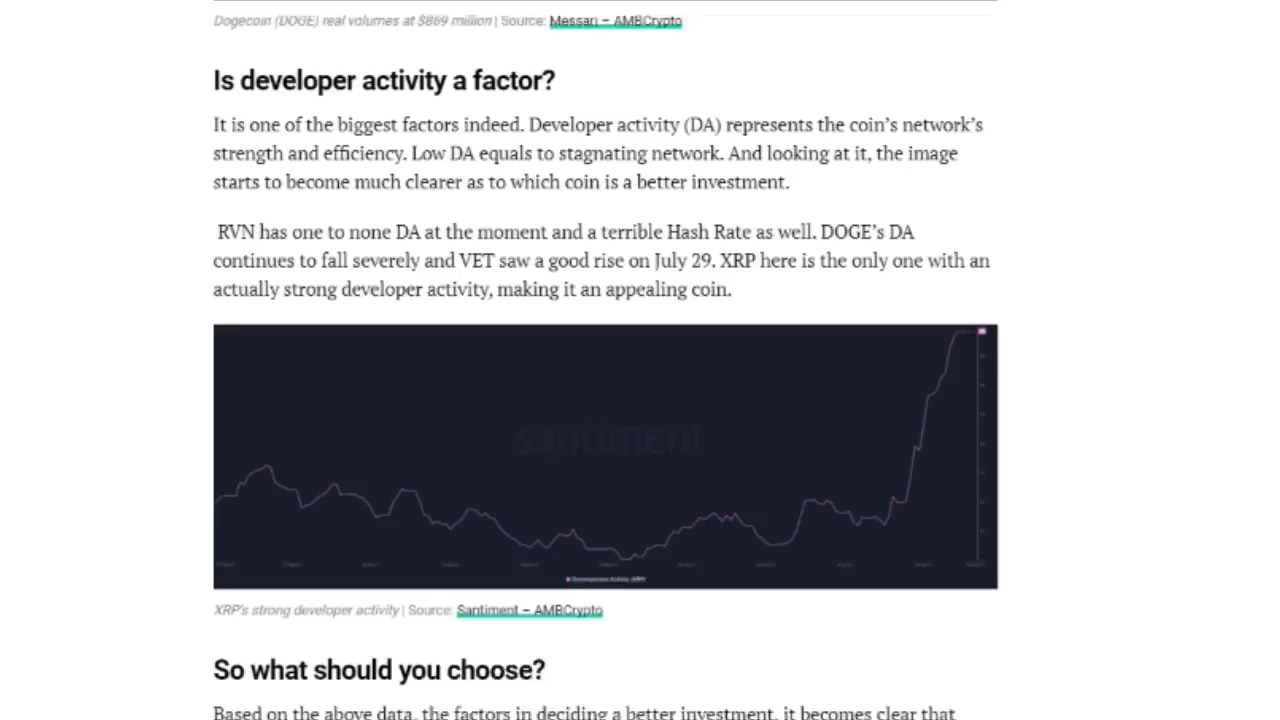 Dogecoin (DOGE) real volumes at $869 million | Source: Messari – AMBCrypto
Is developer activity a factor?
It is one of the biggest factors indeed. Developer activity (DA) represents the coin’s network’s
strength and efficiency. Low DA equals to stagnating network. And looking at it, the image
starts to become much clearer as to which coin is a better investment.
RVN has one to none DA at the moment and a terrible Hash Rate as well. DOGE’s DA
continues to fall severely and VET saw a good rise on July 29. XRP here is the only one with an
actually strong developer activity, making it an appealing coin.
santiment
XRP’s strong developer activity | Source: Santiment – AMBCrypto
So what should you choose?
Based on the above data, the factors in deciding a better investment, it becomes clear that